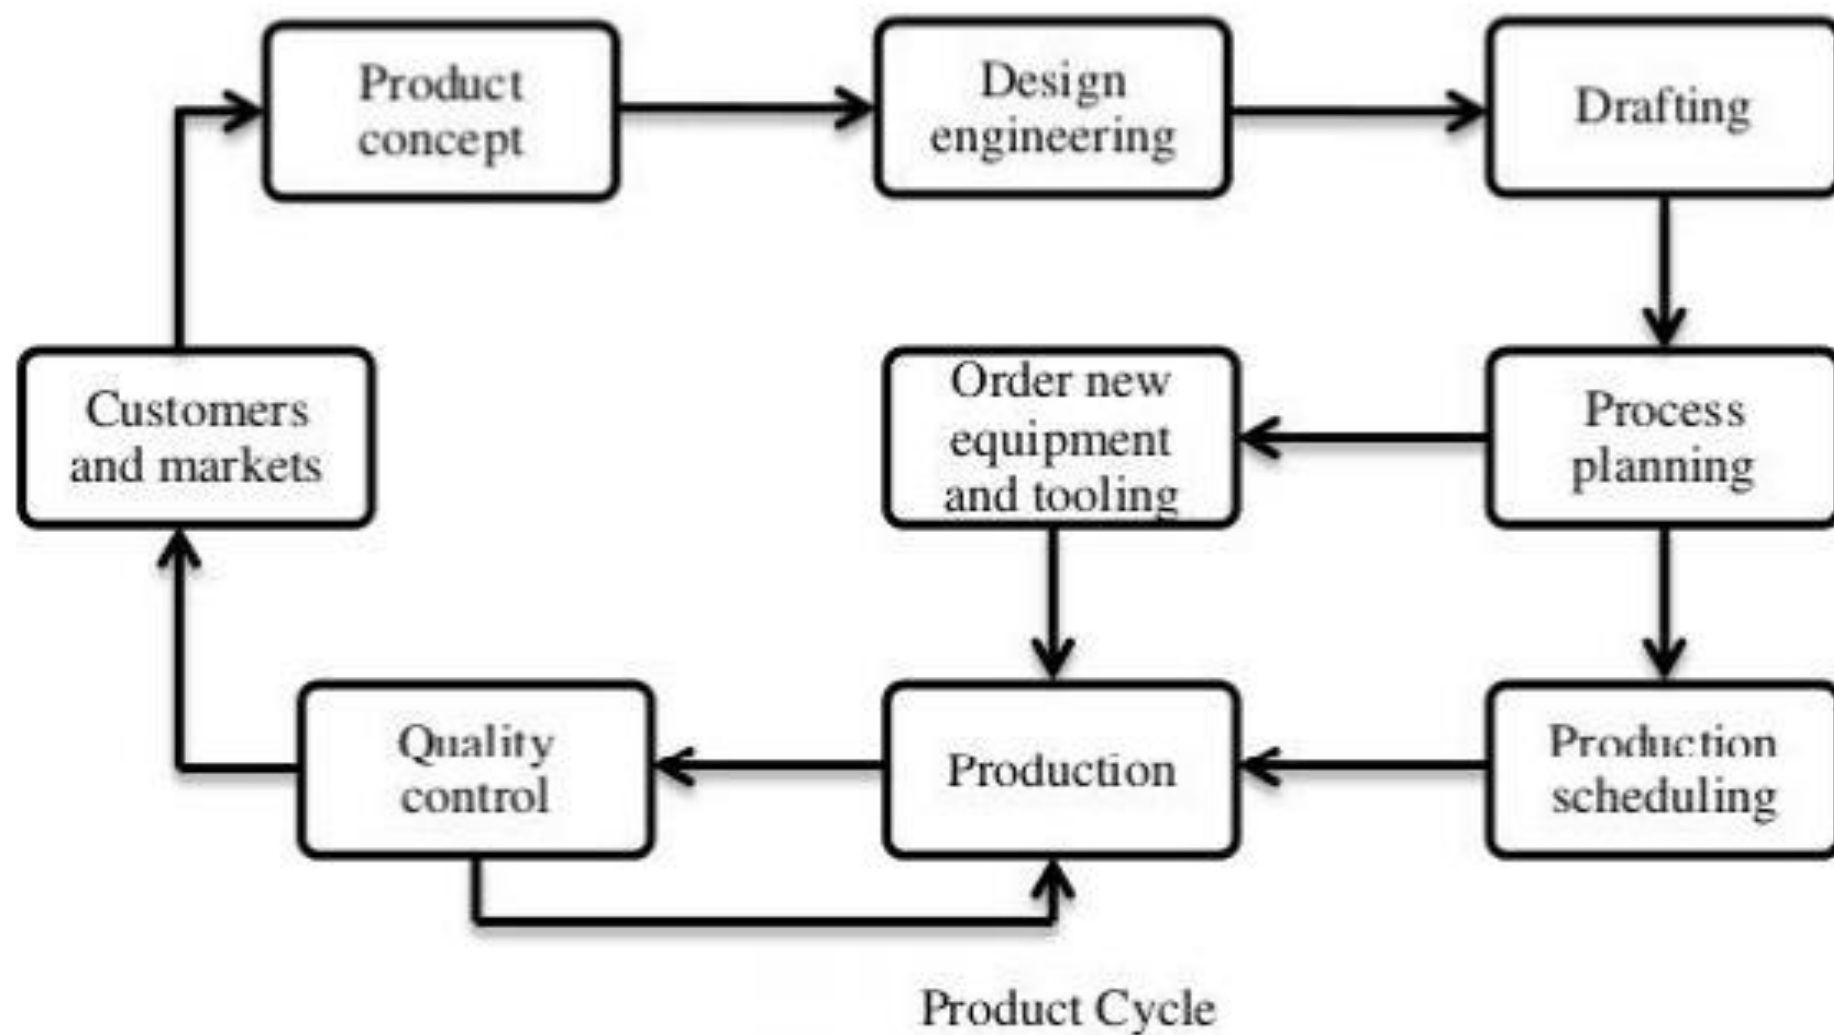 Product
concept
Design
engineering
Drafting
Customers
and markets
Order new
equipment
and tooling
Process
planning
Quality
control
Production
Production
scheduling
Product Cycle